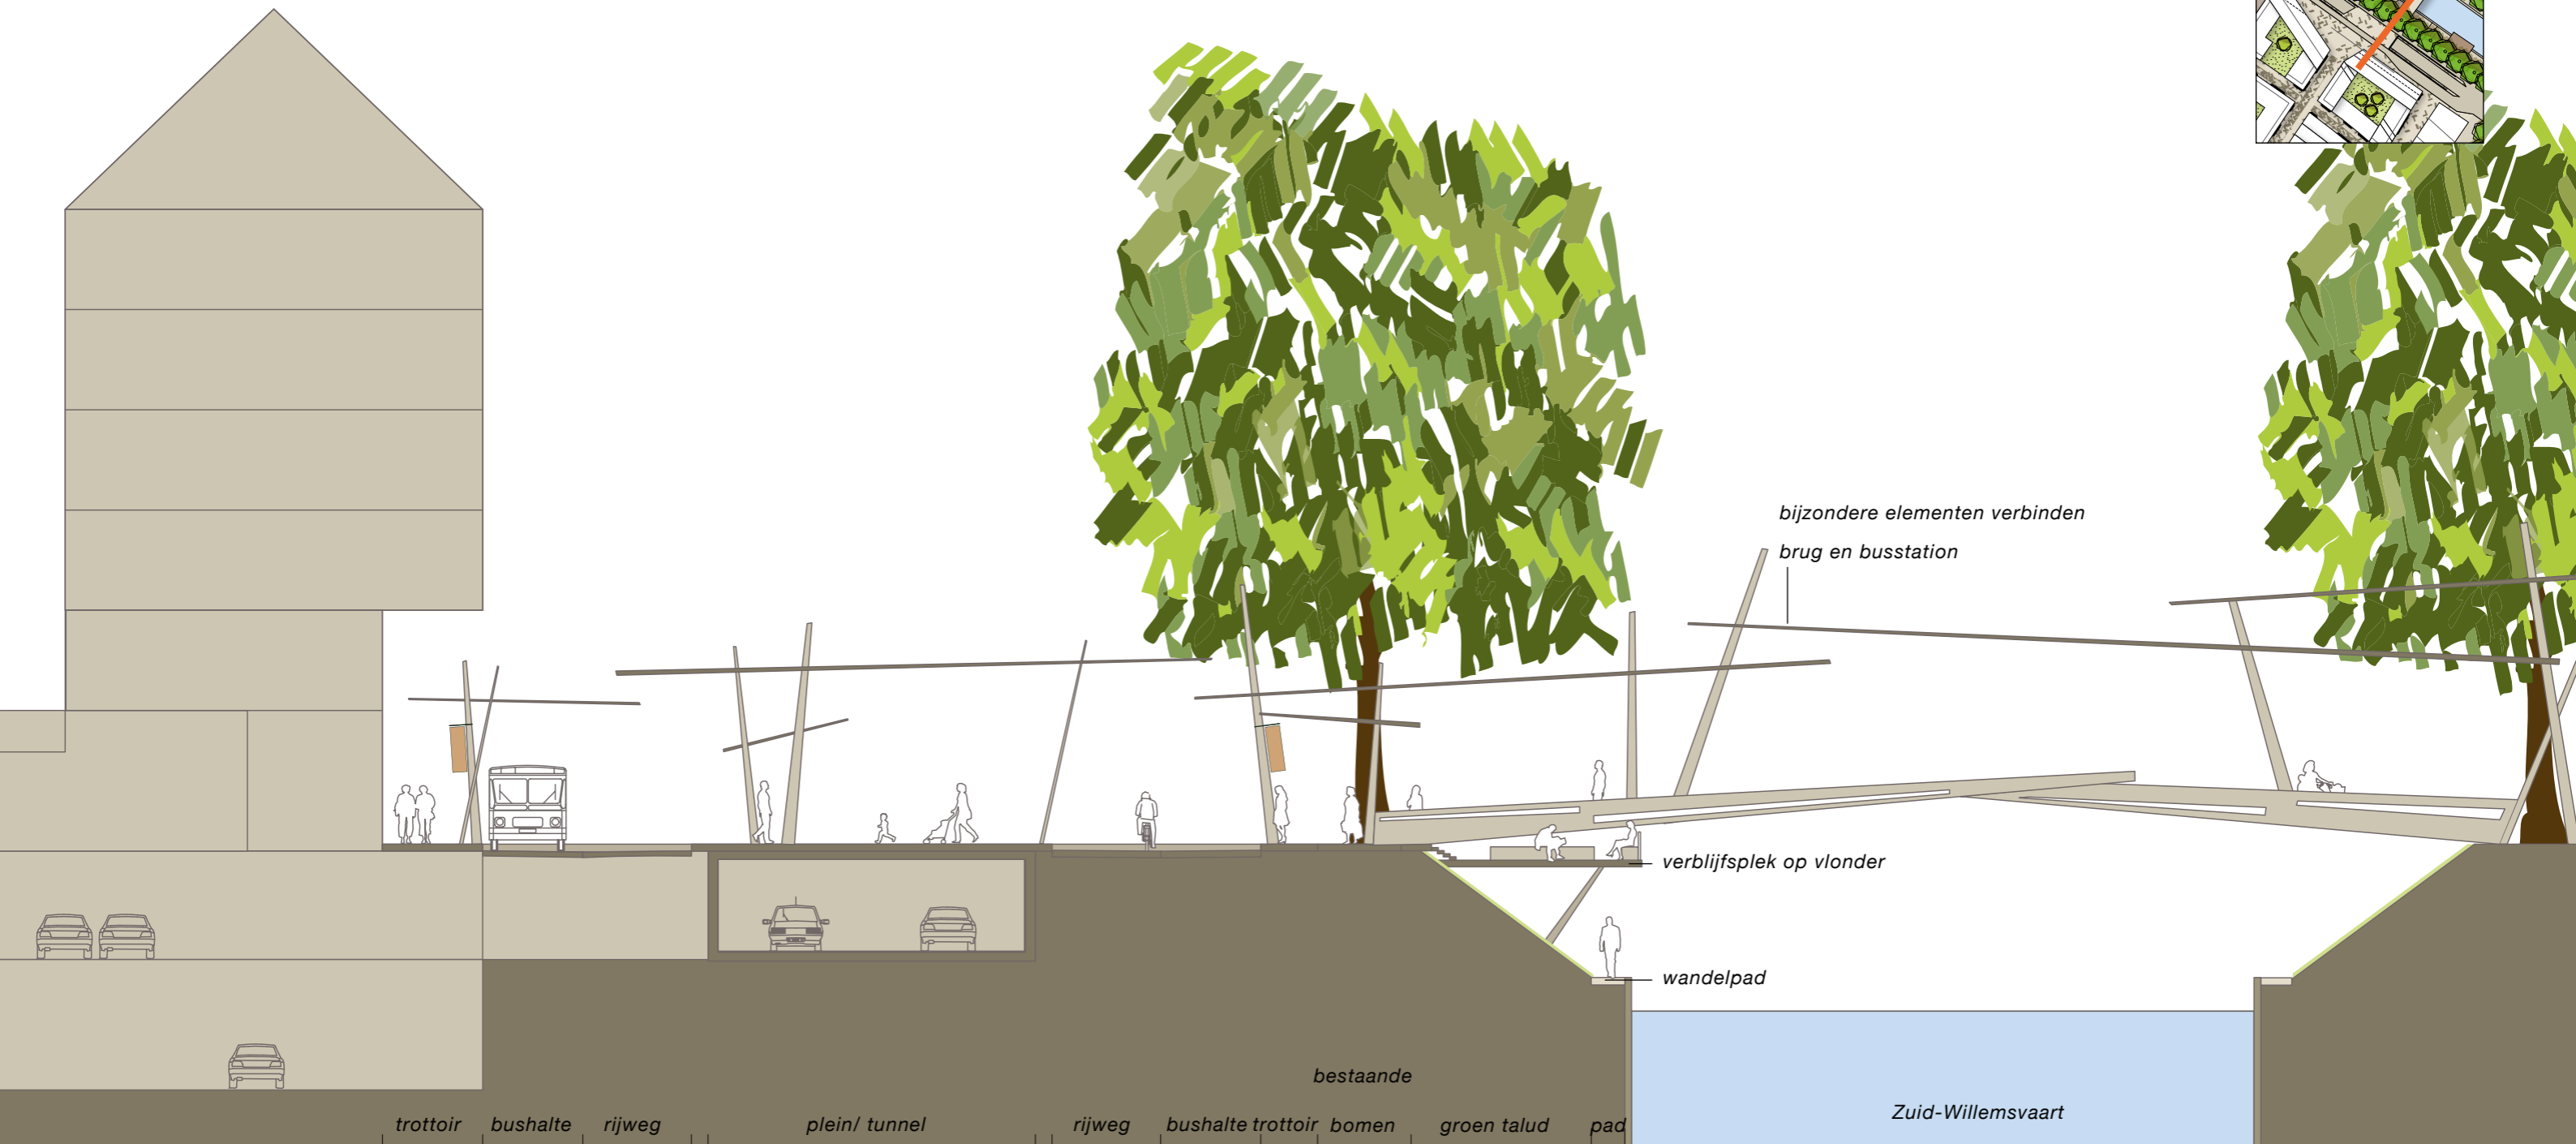 bijzondere elementen verbinden
brug en busstation
verblijfsplek op vlonder
wandelpad
bestaande
trottoir bushalte rijweg plein/ tunnel rijweg bushalte trottoir bomen groen talud pad
Zuid-Willemsvaart